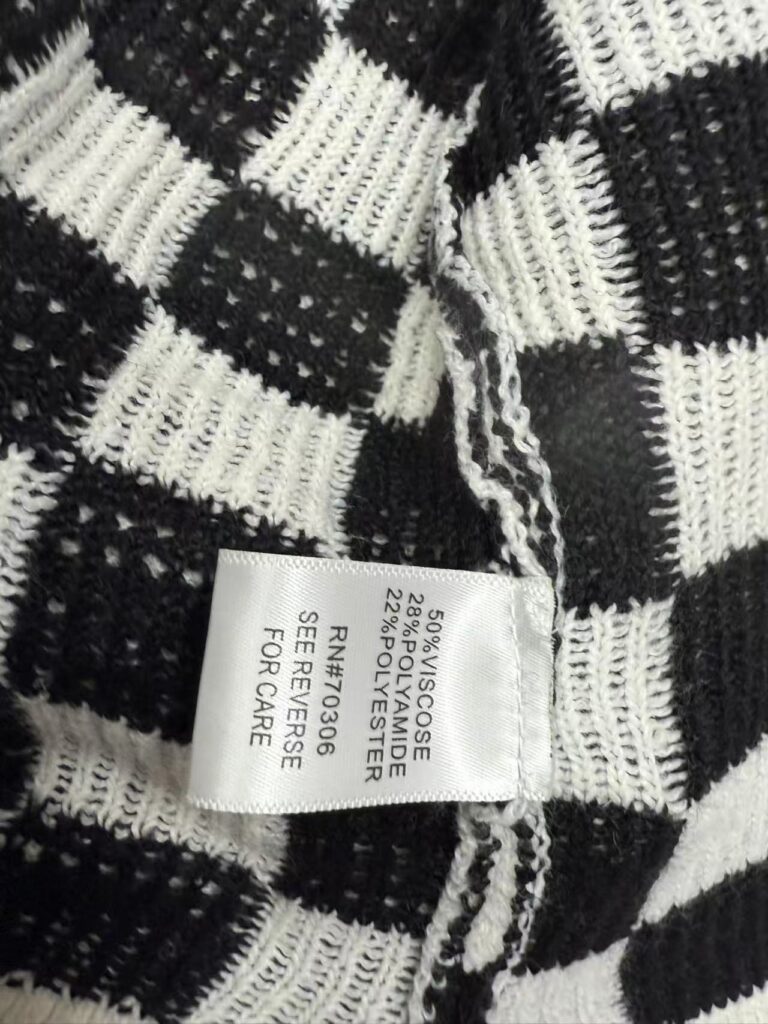 50%VISCOSE
28%POLYAMIDE
22%POLYESTER
RN#70306
SEE REVERSE
FOR CARE